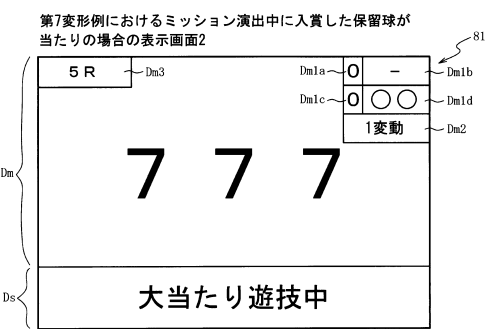 第7変形例におけるミッション演出中に入賞した保留球が
当たりの場合の表示画面2
81
5R
Dm3
Dm1a
0
－
Dm1b
Dm1c
0
○○
Dm1d
1変動
Dm2
Dm
7 7 7
Ds
大当たり遊技中